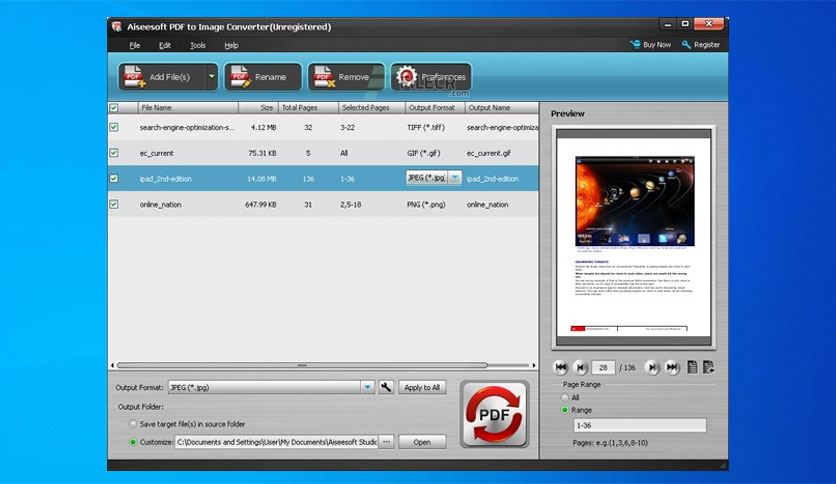 Aiseesoft PDF to Image Converter(Unregistered)
File Edit Tools Help Buy Now Register
Add File(s) Rename Remove Preferences
FILECR
.com
File Name Size Total Pages Selected Pages Output Format Output Name
search-engine-optimization-s... 4.12 MB 32 3-22 TIFF (*.tiff) search-engine-optimiza
ec_current 75.31 KB 5 All GIF (*.gif) ec_current.gif
ipad_2nd-edition 14.08 MB 136 1-36 JPEG (*.jpg ipad_2nd-edition
online_nation 647.99 KB 31 2,5-18 PNG (*.png) online_nation
Preview
28 / 136
Page Range
All
Range
1-36
Pages: e.g.(1,3,6,8-10)
Output Format: JPEG (*.jpg) Apply to All
Output Folder:
Save target file(s) in source folder
Customize: C:\Documents and Settings\User\My Documents\Aiseesoft Studio ... Open
PDF